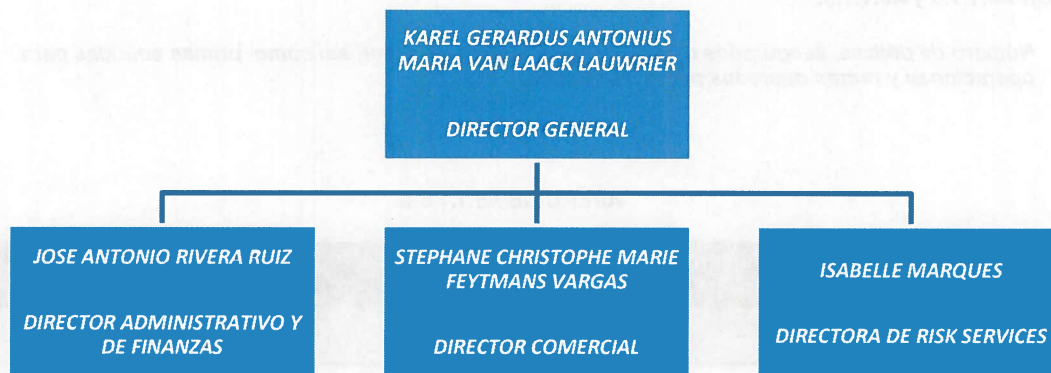 KAREL GERARDUS ANTONIUS
MARIA VAN LAACK LAUWRIER
DIRECTOR GENERAL
JOSE ANTONIO RIVERA RUIZ
DIRECTOR ADMINISTRATIVO Y
DE FINANZAS
STEPHANE CHRISTOPHE MARIE
FEYTMANS VARGAS
DIRECTOR COMERCIAL
ISABELLE MARQUES
DIRECTORA DE RISK SERVICES